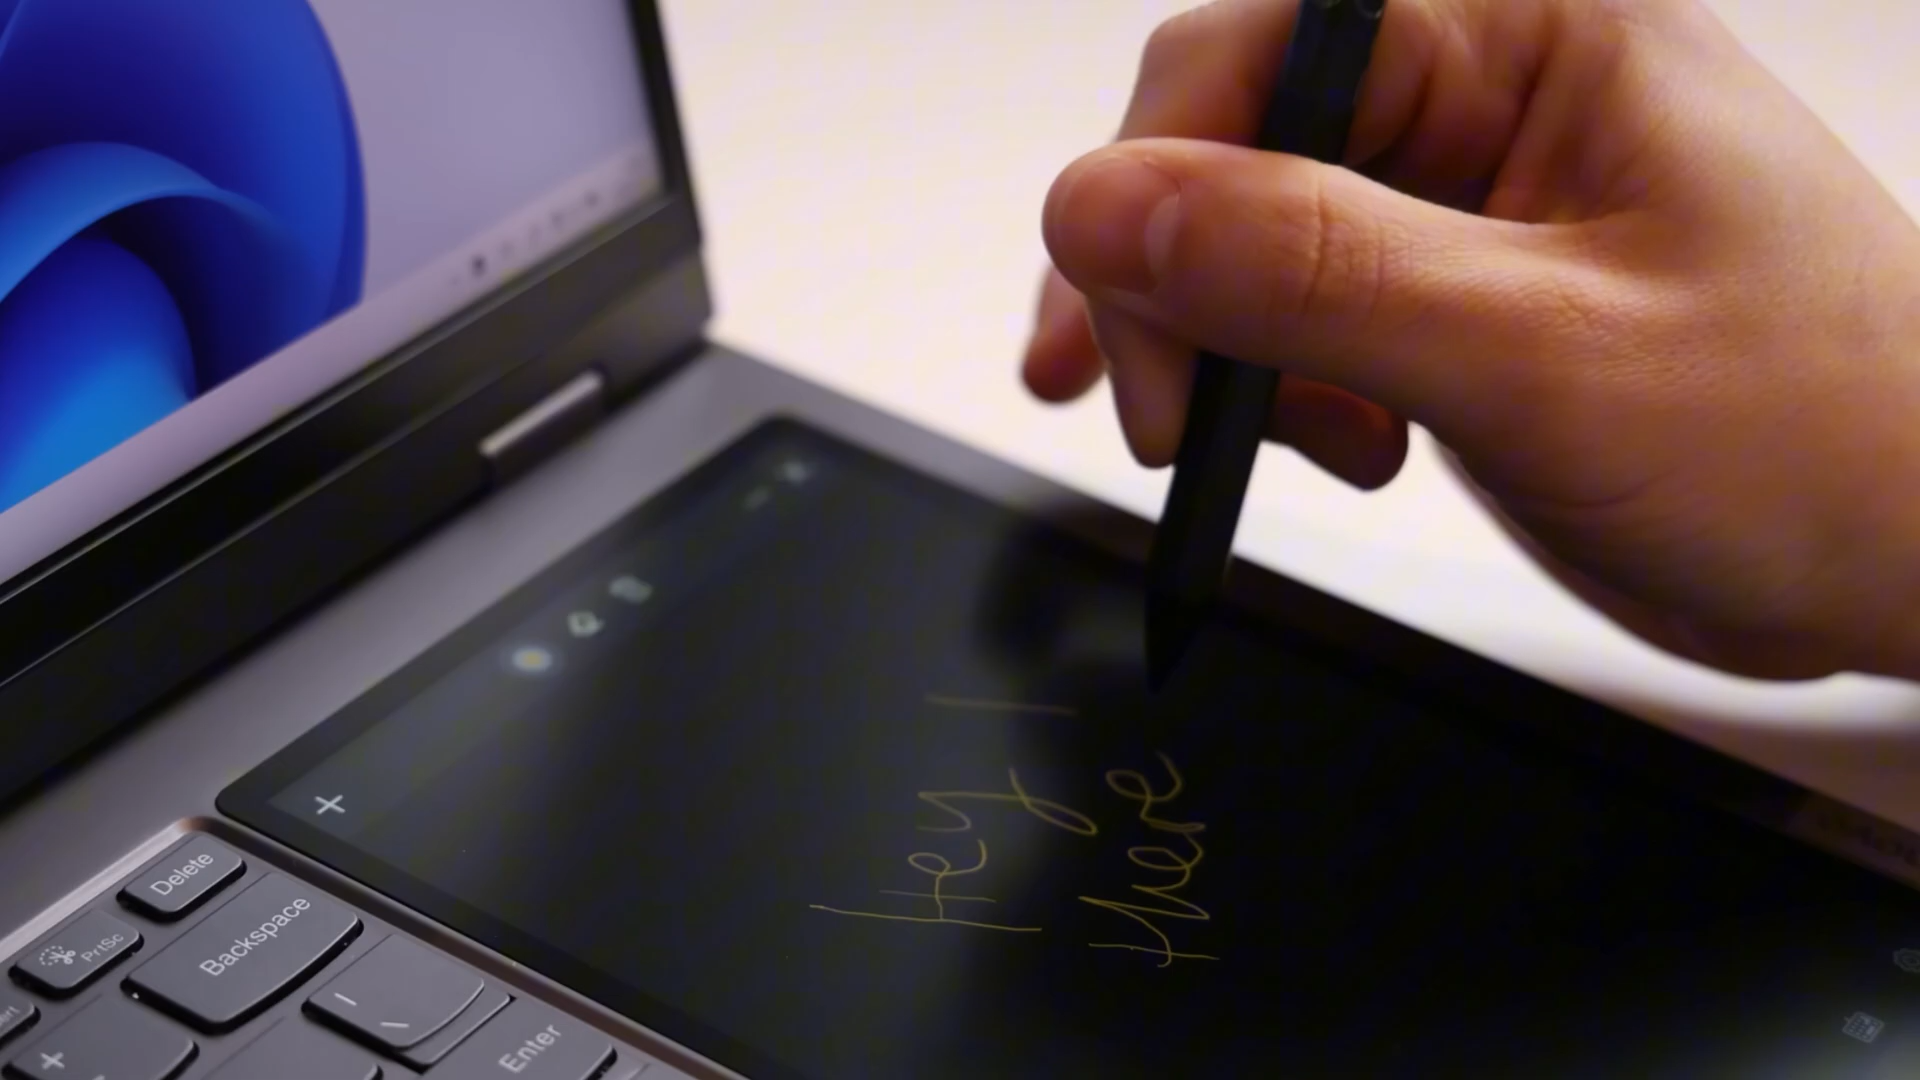 Hey!
there
Delete
PrtSc
Backspace
+
|
\
Enter